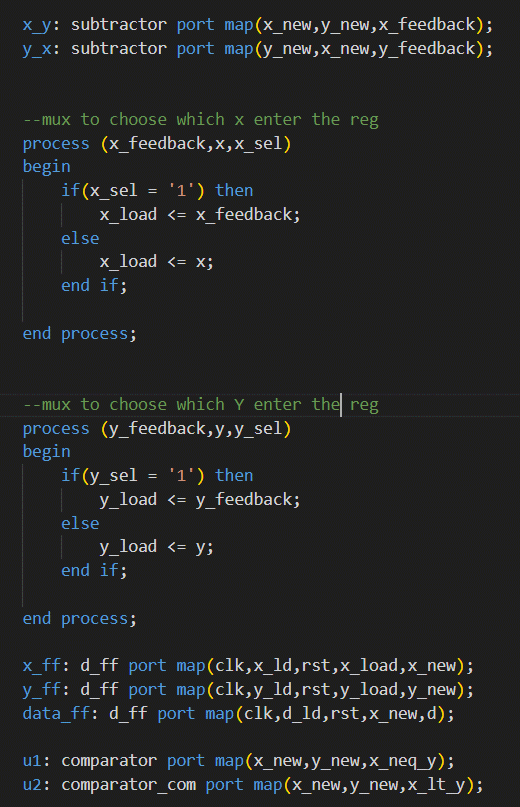 x_y: subtractor port map(x_new,y_new,x_feedback);
y_x: subtractor port map(y_new,x_new,y_feedback);
--mux to choose which x enter the reg
process (x_feedback,x,x_sel)
begin
if(x_sel = '1') then
x_load <= x_feedback;
else
x_load <= x;
end if;
end process;
--mux to choose which Y enter the reg
process (y_feedback,y,y_sel)
begin
if(y_sel = '1') then
y_load <= y_feedback;
else
y_load <= y;
end if;
end process;
x_ff: d_ff port map(clk,x_ld,rst,x_load,x_new);
y_ff: d_ff port map(clk,y_ld,rst,y_load,y_new);
data_ff: d_ff port map(clk,d_ld,rst,x_new,d);
u1: comparator port map(x_new,y_new,x_neq_y);
u2: comparator_com port map(x_new,y_new,x_lt_y);